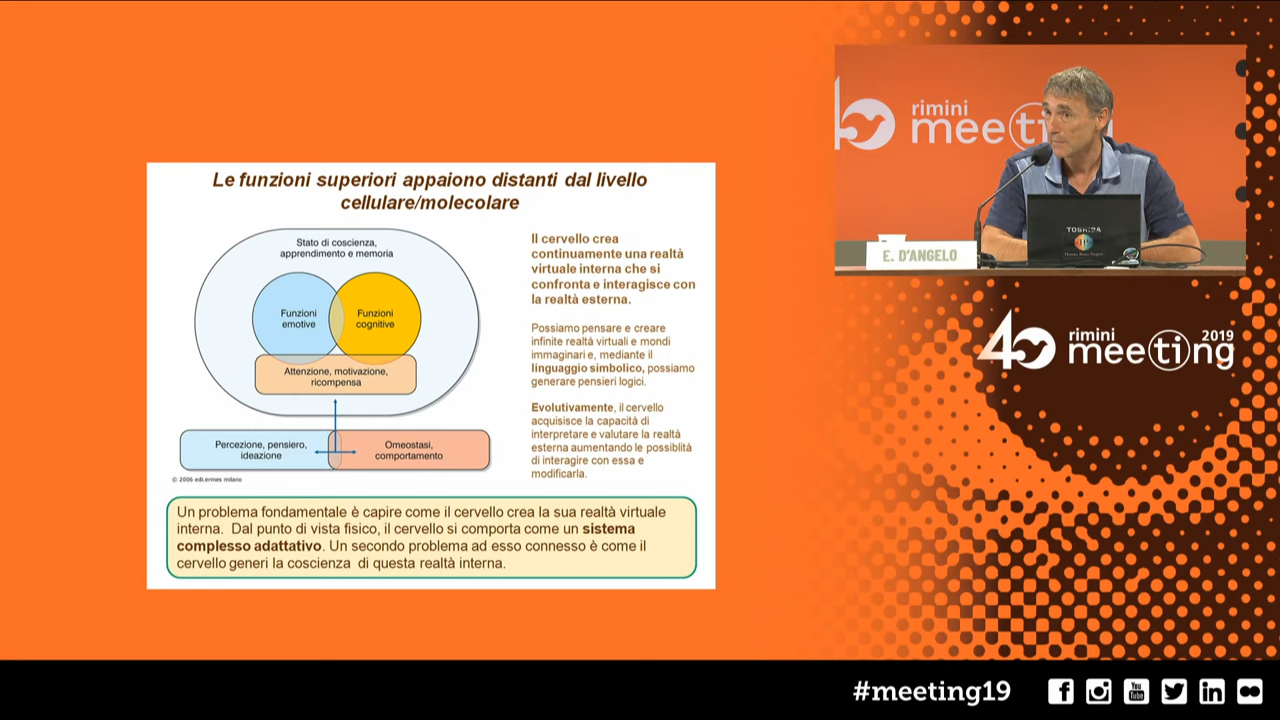 Le funzioni superiori appaiono distanti dal livello
cellulare/molecolare
Stato di coscienza,
apprendimento e memoria
Funzioni
emotive
Funzioni
cognitive
Attenzione, motivazione,
ricompensa
Percezione, pensiero,
ideazione
Omeostasi,
comportamento
© 2006 edi.ermes milano
Il cervello crea
continuamente una realtà
virtuale interna che si
confronta e interagisce con
la realtà esterna.
Possiamo pensare e creare
infinite realtà virtuali e mondi
immaginari e, mediante il
linguaggio simbolico, possiamo
generare pensieri logici.
Evolutivamente, il cervello
acquisisce la capacità di
interpretare e valutare la realtà
esterna aumentando le possiblità
di interagire con essa e
modificarla.
Un problema fondamentale è capire come il cervello crea la sua realtà virtuale
interna. Dal punto di vista fisico, il cervello si comporta come un sistema
complesso adattativo. Un secondo problema ad esso connesso è come il
cervello generi la coscienza di questa realtà interna.
rimini
meeti
TOSHIBA
E. D'ANGELO
40 rimini 2019
meeting
#meeting19
You
Tube